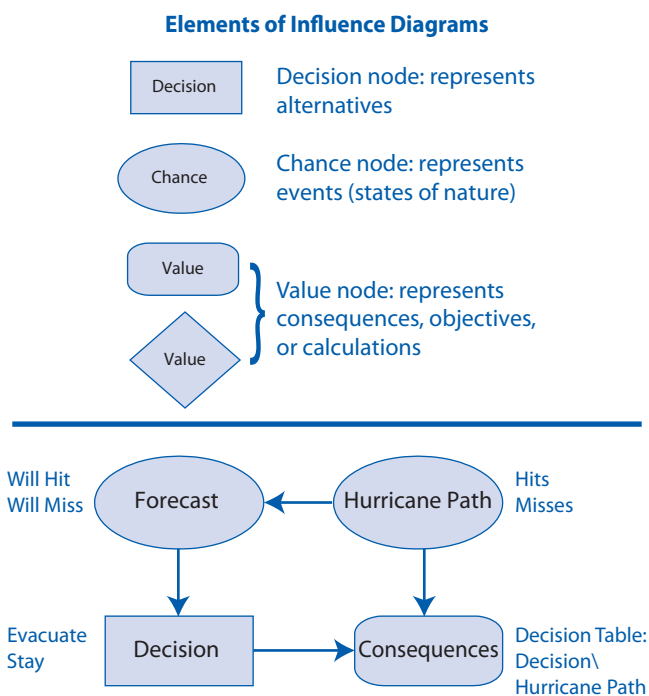 Elements of Influence Diagrams
Decision
Decision node: represents
alternatives
Chance
Chance node: represents
events (states of nature)
Value
Value
Value node: represents
consequences, objectives,
or calculations
Will Hit
Will Miss
Forecast
Hurricane Path
Hits
Misses
Evacuate
Stay
Decision
Consequences
Decision Table:
Decision\
Hurricane Path